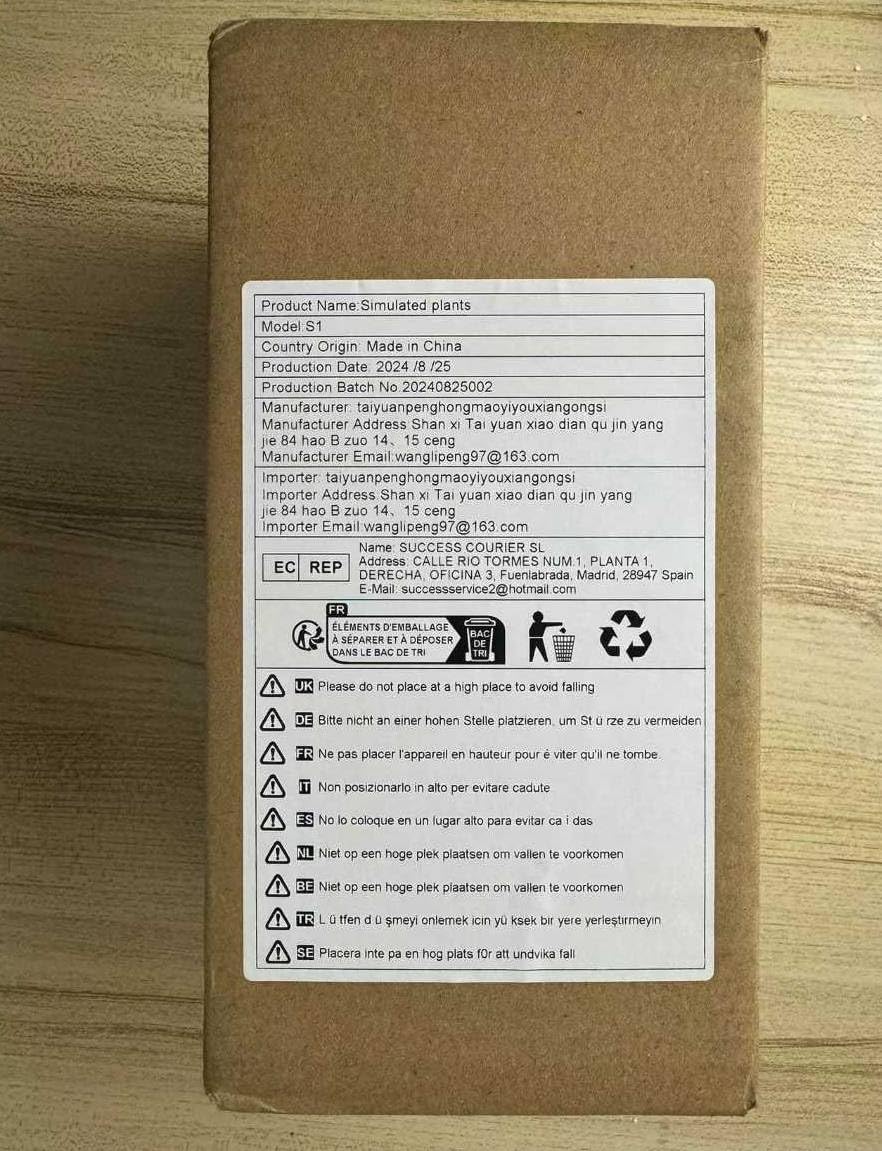 Product Name:Simulated plants
Model:S1
Country Origin: Made in China
Production Date: 2024 /8 /25
Production Batch No.20240825002
Manufacturer: taiyuanpenghongmaoyiyouxiangongsi
Manufacturer Address:Shan xi Tai yuan xiao dian qu jin yang
jie 84 hao B zuo 14、15 ceng
Manufacturer Email:wanglipeng97@163.com
Importer: taiyuanpenghongmaoyiyouxiangongsi
Importer Address:Shan xi Tai yuan xiao dian qu jin yang
jie 84 hao B zuo 14、15 ceng
Importer Email:wanglipeng97@163.com
EC REP
Name: SUCCESS COURIER SL
Address: CALLE RIO TORMES NUM.1, PLANTA 1,
DERECHA, OFICINA 3, Fuenlabrada, Madrid, 28947 Spain
E-Mail: successservice2@hotmail.com
FR
ÉLÉMENTS D'EMBALLAGE
À SÉPARER ET À DÉPOSER
DANS LE BAC DE TRI
BAC
DE
TRI
UK Please do not place at a high place to avoid falling
DE Bitte nicht an einer hohen Stelle platzieren, um St ü rze zu vermeiden
FR Ne pas placer l'appareil en hauteur pour é viter qu'il ne tombe.
IT Non posizionarlo in alto per evitare cadute
ES No lo coloque en un lugar alto para evitar ca í das
NL Niet op een hoge plek plaatsen om vallen te voorkomen
BE Niet op een hoge plek plaatsen om vallen te voorkomen
TR L ü tfen d ü şmeyi onlemek icin yü ksek bir yere yerleştırmeyin
SE Placera inte pa en hog plats f0r att undvika fall